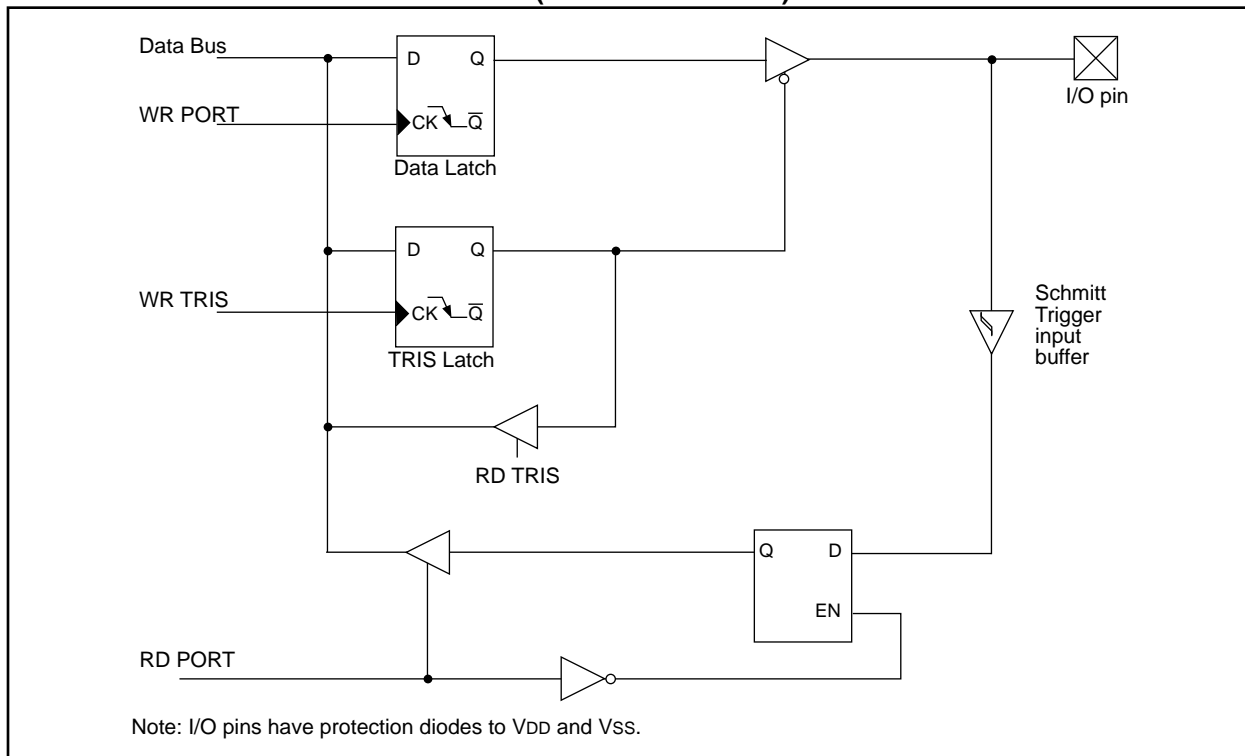 Data Bus
D Q
WR PORT
CK Q̅
Data Latch
I/O pin
D Q
WR TRIS
CK Q̅
TRIS Latch
Schmitt
Trigger
input
buffer
RD TRIS
Q D
EN
RD PORT
Note: I/O pins have protection diodes to VDD and VSS.